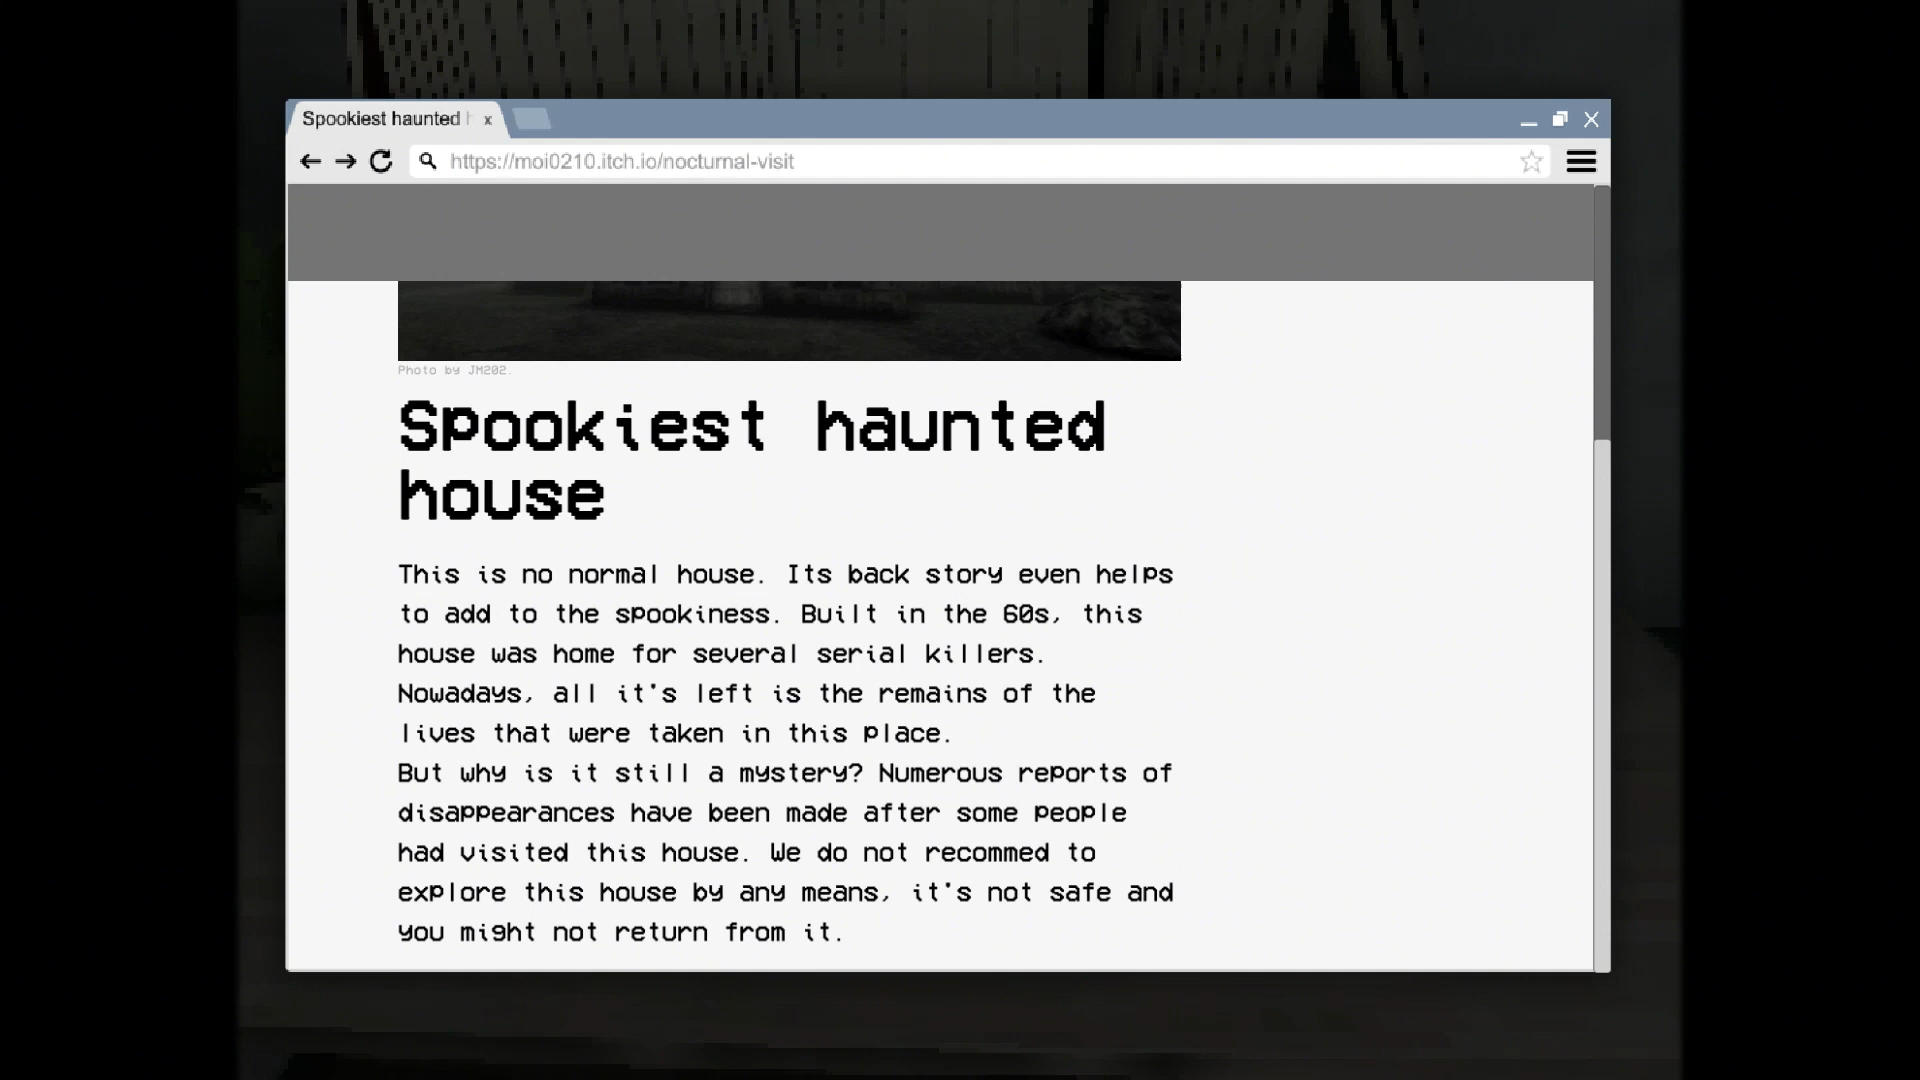 Spookiest haunted
https://moi0210.itch.io/nocturnal-visit
Photo by JM202.
Spookiest haunted
house
This is no normal house. Its back story even helps
to add to the spookiness. Built in the 60s, this
house was home for several serial killers.
Nowadays, all it's left is the remains of the
lives that were taken in this place.
But why is it still a mystery? Numerous reports of
disappearances have been made after some people
had visited this house. We do not recommed to
explore this house by any means, it's not safe and
you might not return from it.